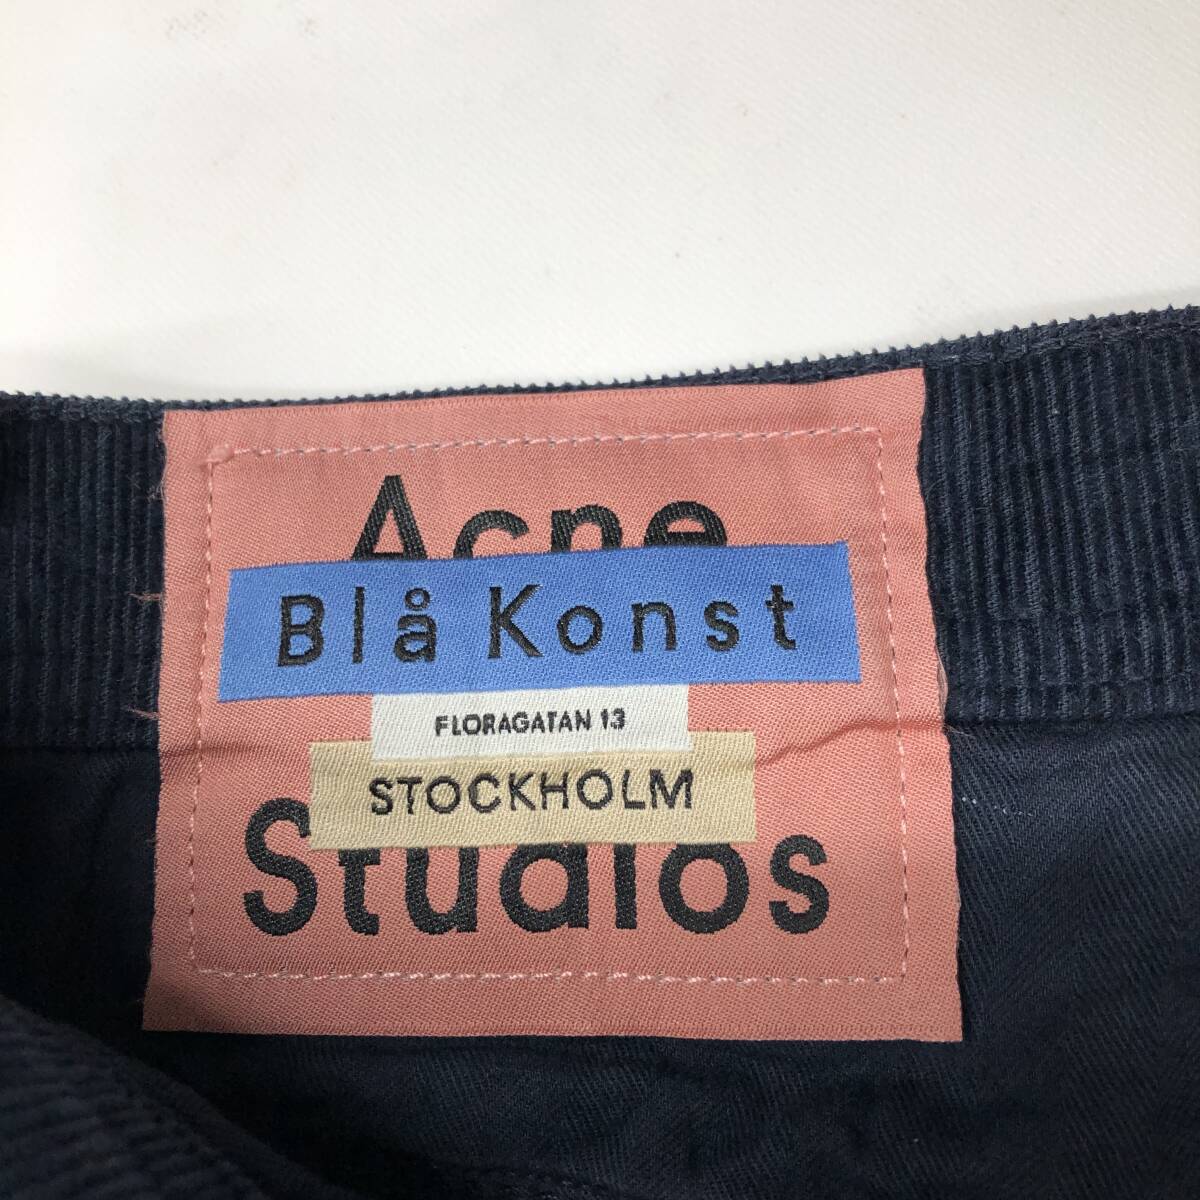 Acne
Blå Konst
FLORAGATAN 13
STOCKHOLM
Studios